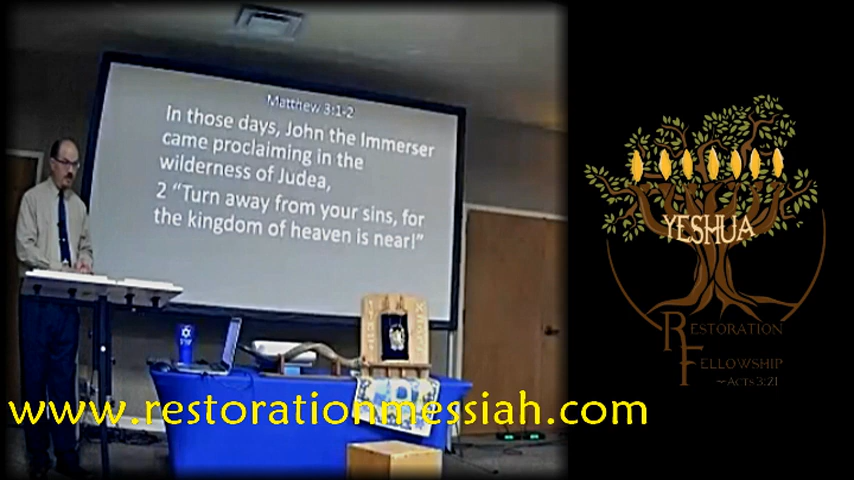 Matthew 3:1-2
In those days, John the Immerser
came proclaiming in the
wilderness of Judea,
2 “Turn away from your sins, for
the kingdom of heaven is near!”
YESHUA
RESTORATION
FELLOWSHIP
~ACTS 3:21
www.restorationmessiah.com